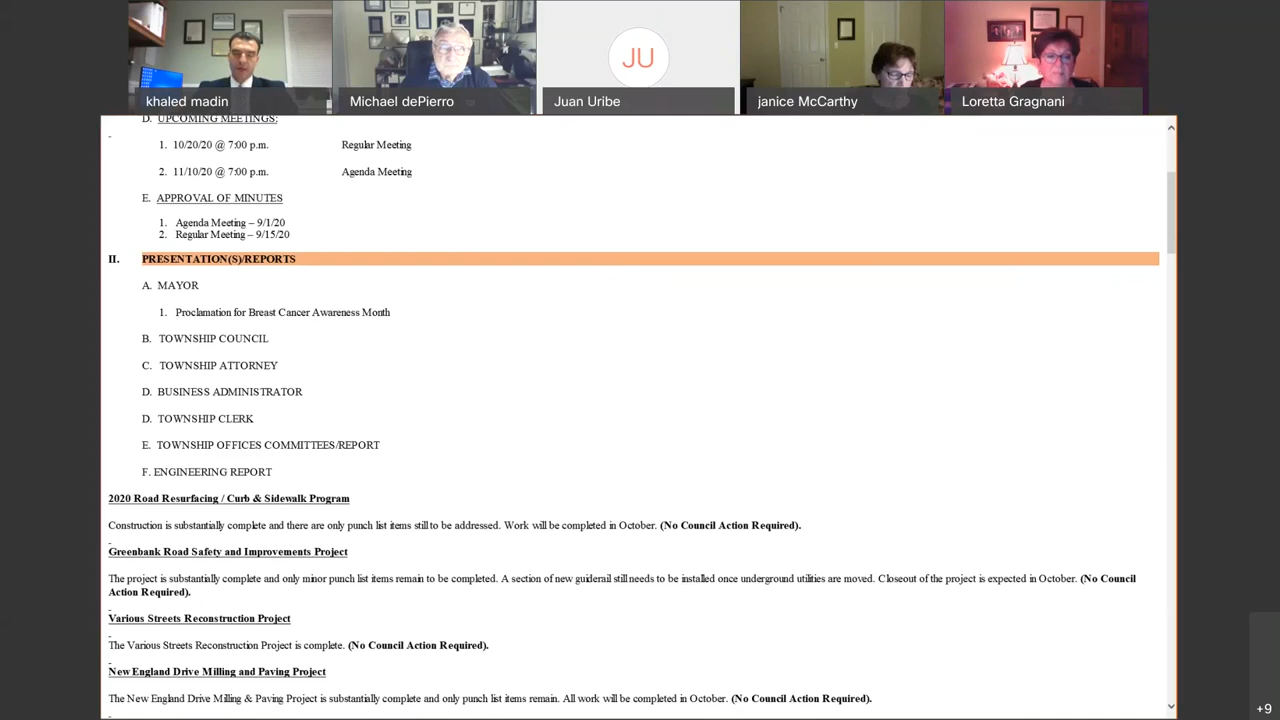 khaled madin
Michael dePierro
JU
Juan Uribe
janice McCarthy
Loretta Gragnani
D. UPCOMING MEETINGS:
1. 10/20/20 @ 7:00 p.m. Regular Meeting
2. 11/10/20 @ 7:00 p.m. Agenda Meeting
E. APPROVAL OF MINUTES
1. Agenda Meeting – 9/1/20
2. Regular Meeting – 9/15/20
II. PRESENTATION(S)/REPORTS
A. MAYOR
1. Proclamation for Breast Cancer Awareness Month
B. TOWNSHIP COUNCIL
C. TOWNSHIP ATTORNEY
D. BUSINESS ADMINISTRATOR
D. TOWNSHIP CLERK
E. TOWNSHIP OFFICES COMMITTEES/REPORT
F. ENGINEERING REPORT
2020 Road Resurfacing / Curb & Sidewalk Program
Construction is substantially complete and there are only punch list items still to be addressed. Work will be completed in October. (No Council Action Required).
Greenbank Road Safety and Improvements Project
The project is substantially complete and only minor punch list items remain to be completed. A section of new guiderail still needs to be installed once underground utilities are moved. Closeout of the project is expected in October. (No Council
Action Required).
Various Streets Reconstruction Project
The Various Streets Reconstruction Project is complete. (No Council Action Required).
New England Drive Milling and Paving Project
The New England Drive Milling & Paving Project is substantially complete and only punch list items remain. All work will be completed in October. (No Council Action Required).
+9